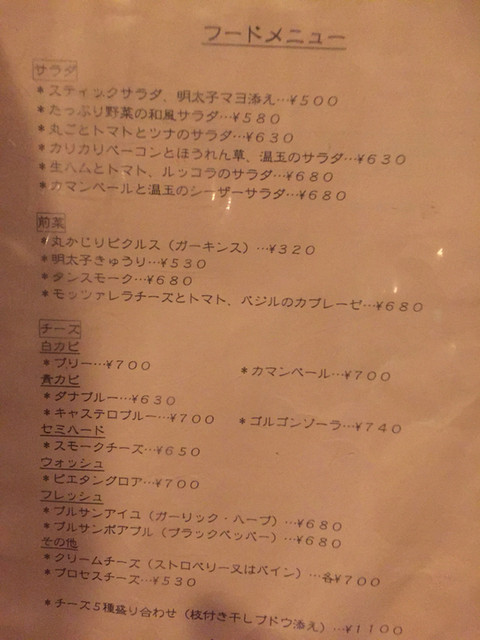 フードメニュー
サラダ
*スティックサラダ、明太子マヨ添え…¥500
*たっぷり野菜の和風サラダ…¥580
*丸ごとトマトとツナのサラダ…¥630
*カリカリベーコンとほうれん草、温玉のサラダ…¥630
*生ハムとトマト、ルッコラのサラダ…¥680
*カマンベールと温玉のシーザーサラダ…¥680
前菜
*丸かじりピクルス（ガーキンス）…¥320
*明太子きゅうり…¥530
*タンスモーク…¥680
*モッツァレラチーズとトマト、バジルのカプレーゼ…¥680
チーズ
白カビ
*ブリー…¥700 *カマンベール…¥700
青カビ
*ダナブルー…¥630
*キャステロブルー…¥700 *ゴルゴンゾーラ…¥740
セミハード
*スモークチーズ…¥650
ウォッシュ
*ピエダングロア…¥700
フレッシュ
*ブルサンアイユ（ガーリック・ハーブ）…¥680
*ブルサンポアブル（ブラックペッパー）…¥680
その他
*クリームチーズ（ストロベリー又はパイン）…各¥700
*プロセスチーズ…¥530
*チーズ5種盛り合わせ（枝付き干しブドウ添え）…¥1100